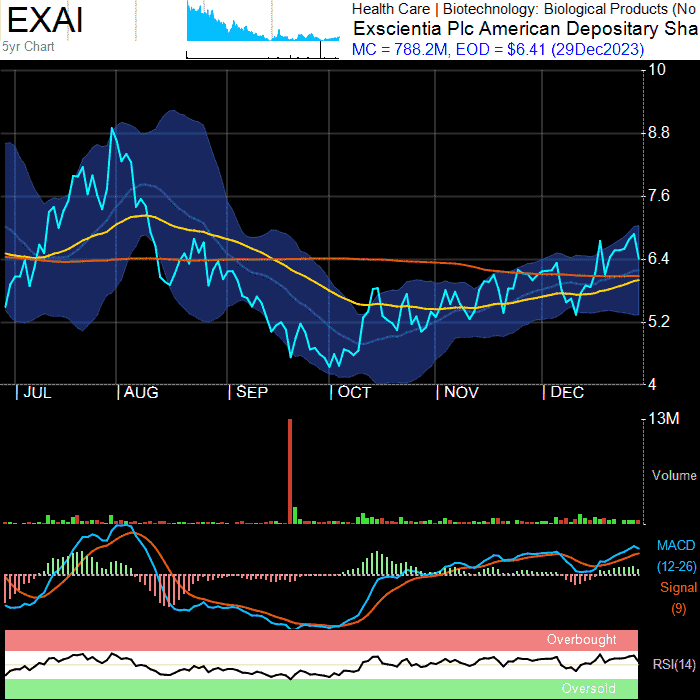 EXAI
5yr Chart
Health Care | Biotechnology: Biological Products (No
Exscientia Plc American Depositary Sha
MC = 788.2M, EOD = $6.41 (29Dec2023)
10
8.8
7.6
6.4
5.2
4
| JUL | AUG | SEP | OCT | NOV | DEC
13M
Volume
MACD
(12-26)
Signal
(9)
Overbought
RSI(14)
Oversold